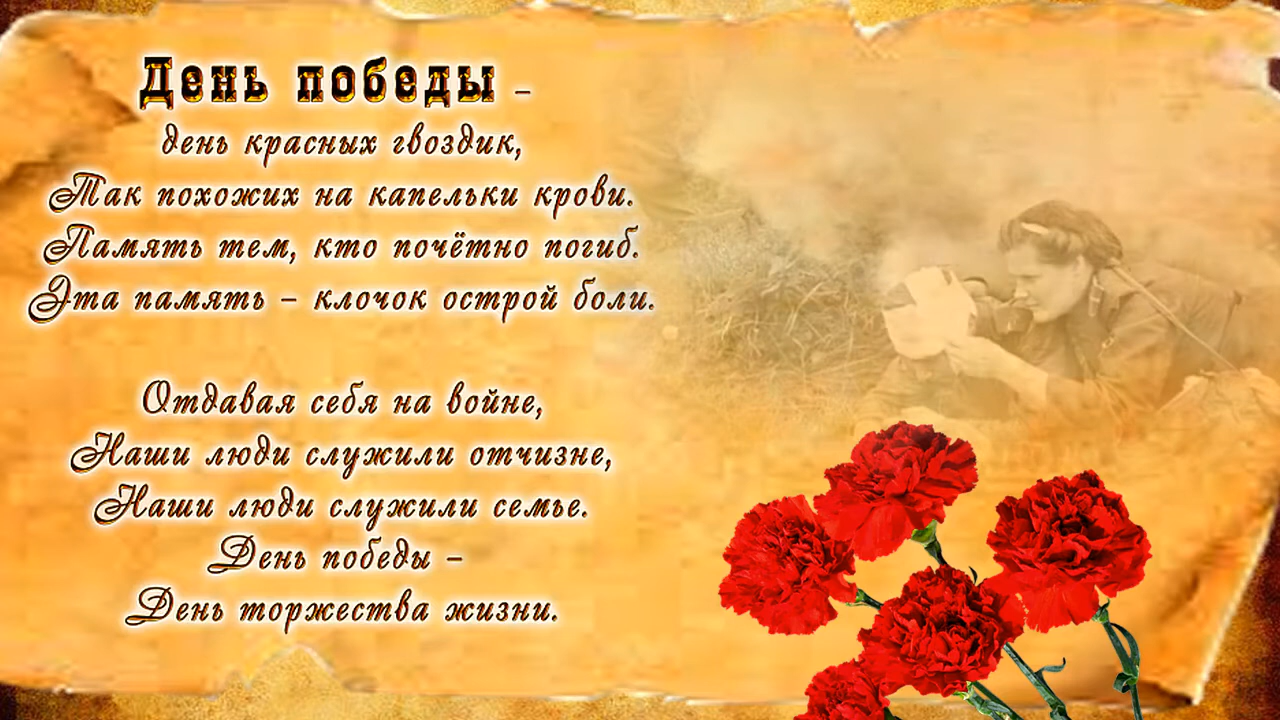 День победы –
день красных гвоздик,
Так похожих на капельки крови.
Память тем, кто почётно погиб.
Эта память – клочок острой боли.
Отдавая себя на войне,
Наши люди служили отчизне,
Наши люди служили семье.
День победы –
День торжества жизни.